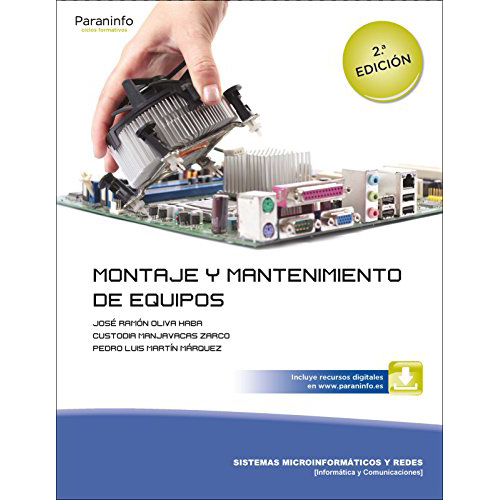 Paraninfo
ciclos formativos
2.ª
EDICIÓN
MONTAJE Y MANTENIMIENTO
DE EQUIPOS
JOSÉ RAMÓN OLIVA HABA
CUSTODIA MANJAVACAS ZARCO
PEDRO LUIS MARTÍN MÁRQUEZ
Incluye recursos digitales
en www.paraninfo.es
SISTEMAS MICROINFORMÁTICOS Y REDES
[Informática y Comunicaciones]